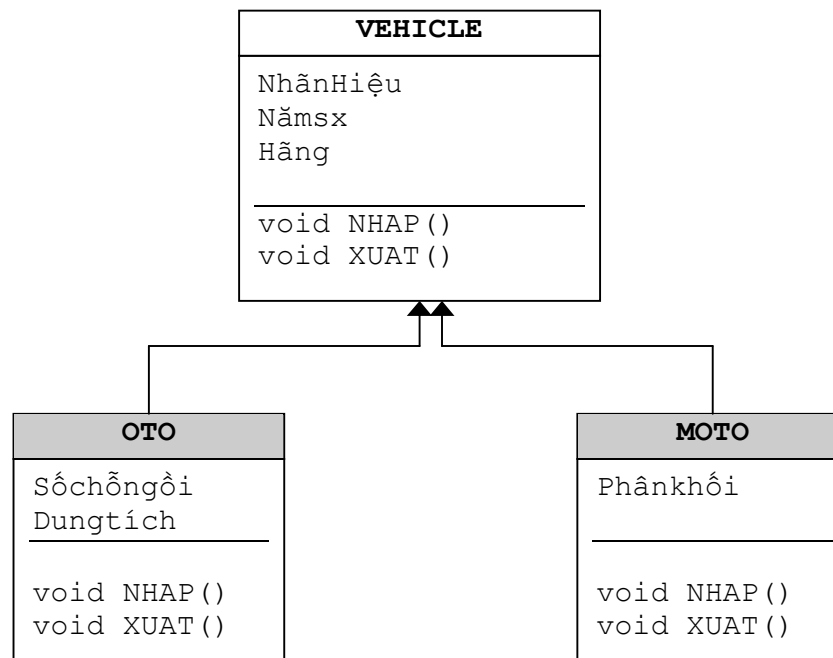 VEHICLE
NhãnHiệu
Nămsx
Hãng
void NHAP()
void XUAT()
OTO
Sốchỗngồi
Dungtích
void NHAP()
void XUAT()
MOTO
Phânkhối
void NHAP()
void XUAT()